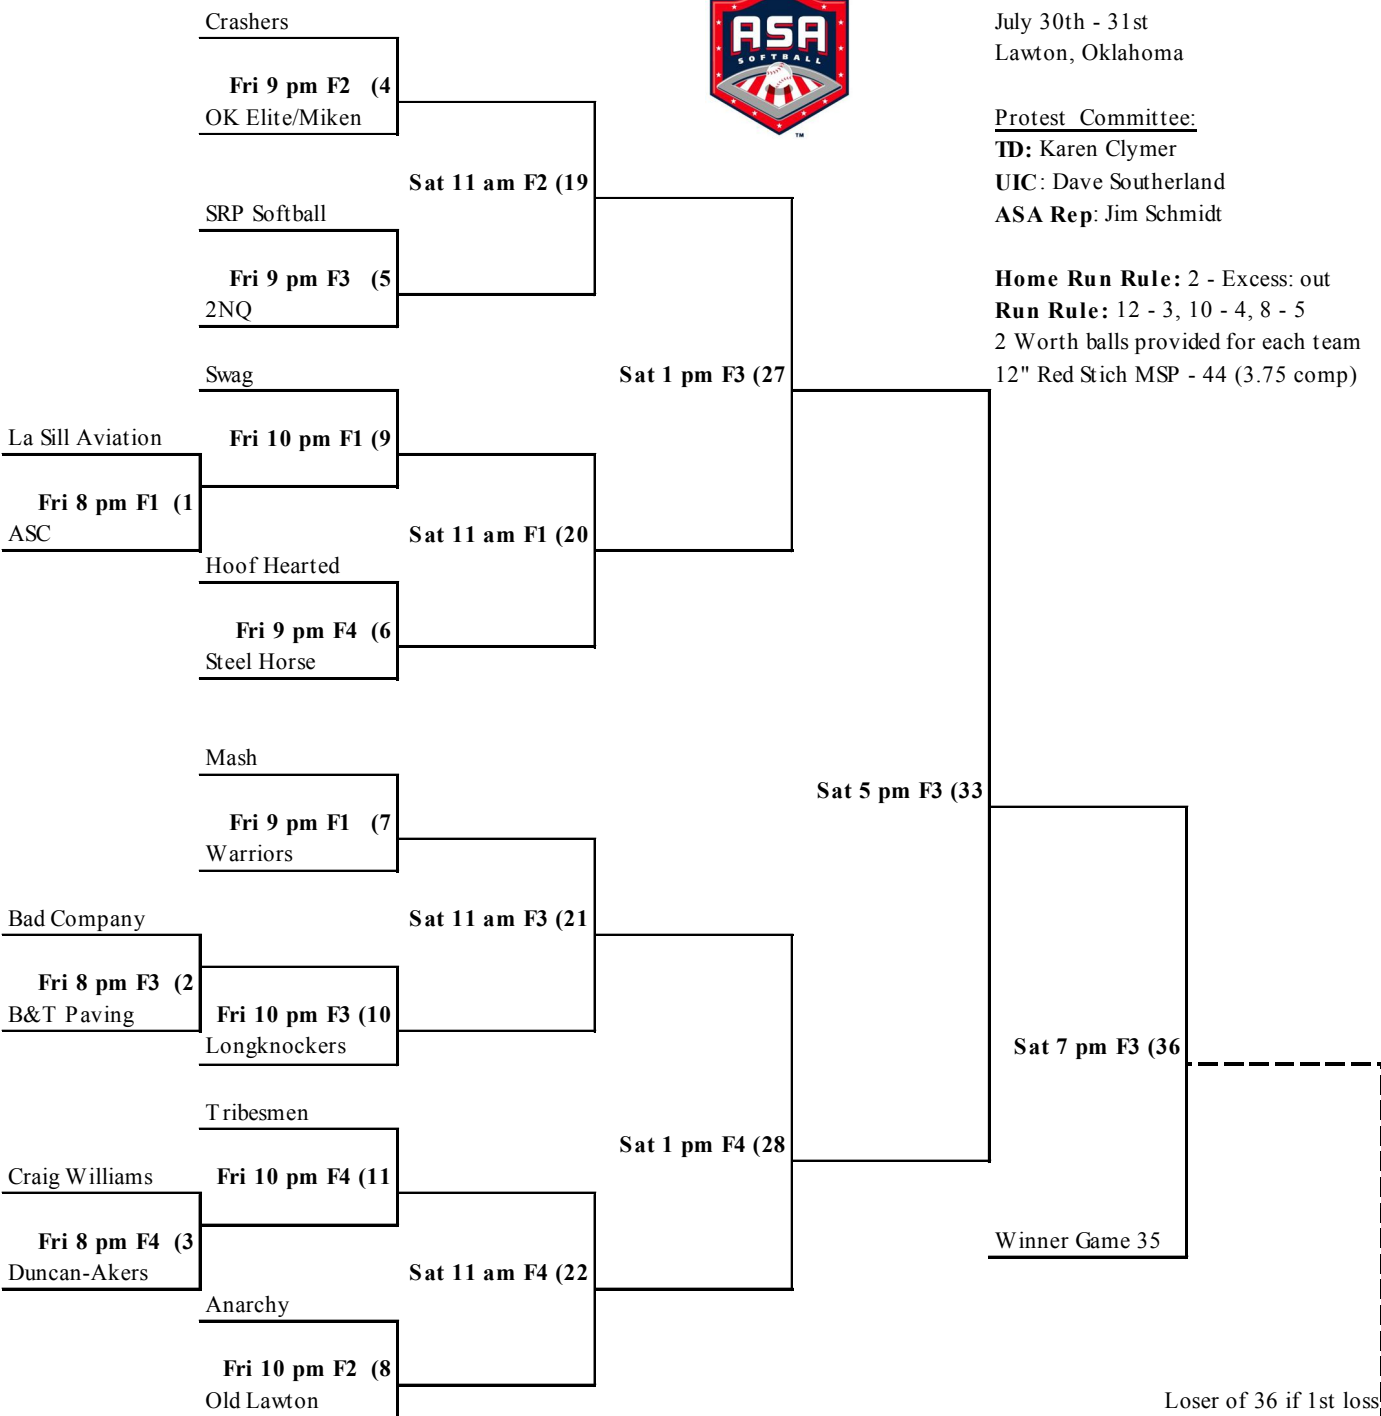 Crashers
Fri 9 pm F2 (4
OK Elite/Miken
Sat 11 am F2 (19
SRP Softball
Fri 9 pm F3 (5
2NQ
Swag
Sat 1 pm F3 (27
La Sill Aviation
Fri 10 pm F1 (9
Fri 8 pm F1 (1
ASC
Sat 11 am F1 (20
Hoof Hearted
Fri 9 pm F4 (6
Steel Horse
ASA
SOFTBALL
TM
July 30th - 31st
Lawton, Oklahoma
Protest Committee:
TD: Karen Clymer
UIC: Dave Southerland
ASA Rep: Jim Schmidt
Home Run Rule: 2 - Excess: out
Run Rule: 12 - 3, 10 - 4, 8 - 5
2 Worth balls provided for each team
12" Red Stich MSP - 44 (3.75 comp)
Mash
Sat 5 pm F3 (33
Fri 9 pm F1 (7
Warriors
Bad Company
Sat 11 am F3 (21
Fri 8 pm F3 (2
B&T Paving
Fri 10 pm F3 (10
Longknockers
Sat 7 pm F3 (36
Tribesmen
Sat 1 pm F4 (28
Craig Williams
Fri 10 pm F4 (11
Fri 8 pm F4 (3
Duncan-Akers
Sat 11 am F4 (22
Winner Game 35
Anarchy
Fri 10 pm F2 (8
Old Lawton
Loser of 36 if 1st loss